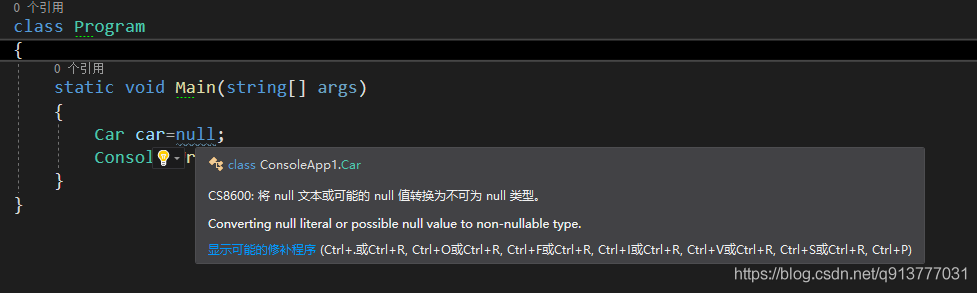 0 个引用
class Program
{
0 个引用
static void Main(string[] args)
{
Car car=null;
Consol r
class ConsoleApp1.Car
CS8600: 将 null 文本或可能的 null 值转换为不可为 null 类型。
Converting null literal or possible null value to non-nullable type.
显示可能的修补程序 (Ctrl+.或Ctrl+R, Ctrl+O或Ctrl+R, Ctrl+F或Ctrl+R, Ctrl+I或Ctrl+R, Ctrl+V或Ctrl+R, Ctrl+S或Ctrl+R, Ctrl+P)
}
}
https://blog.csdn.net/q913777031